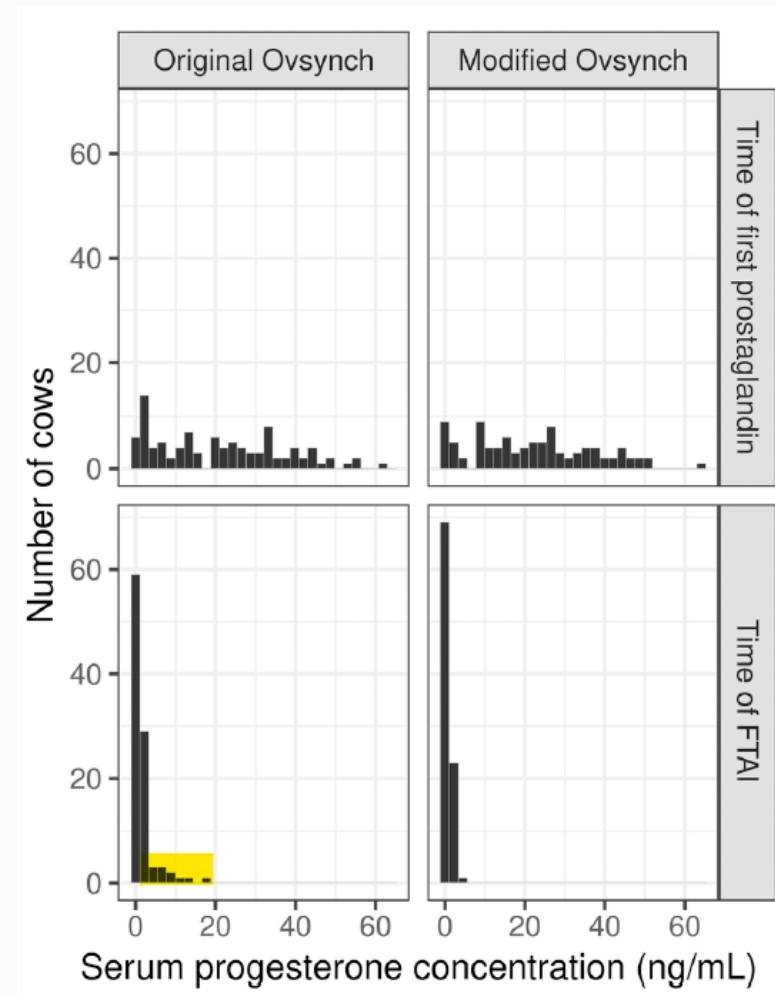 Original Ovsynch
Modified Ovsynch
60
40
20
0
Time of first prostaglandin
Number of cows
60
40
20
0
Time of FTAI
0 20 40 60
0 20 40 60
Serum progesterone concentration (ng/mL)